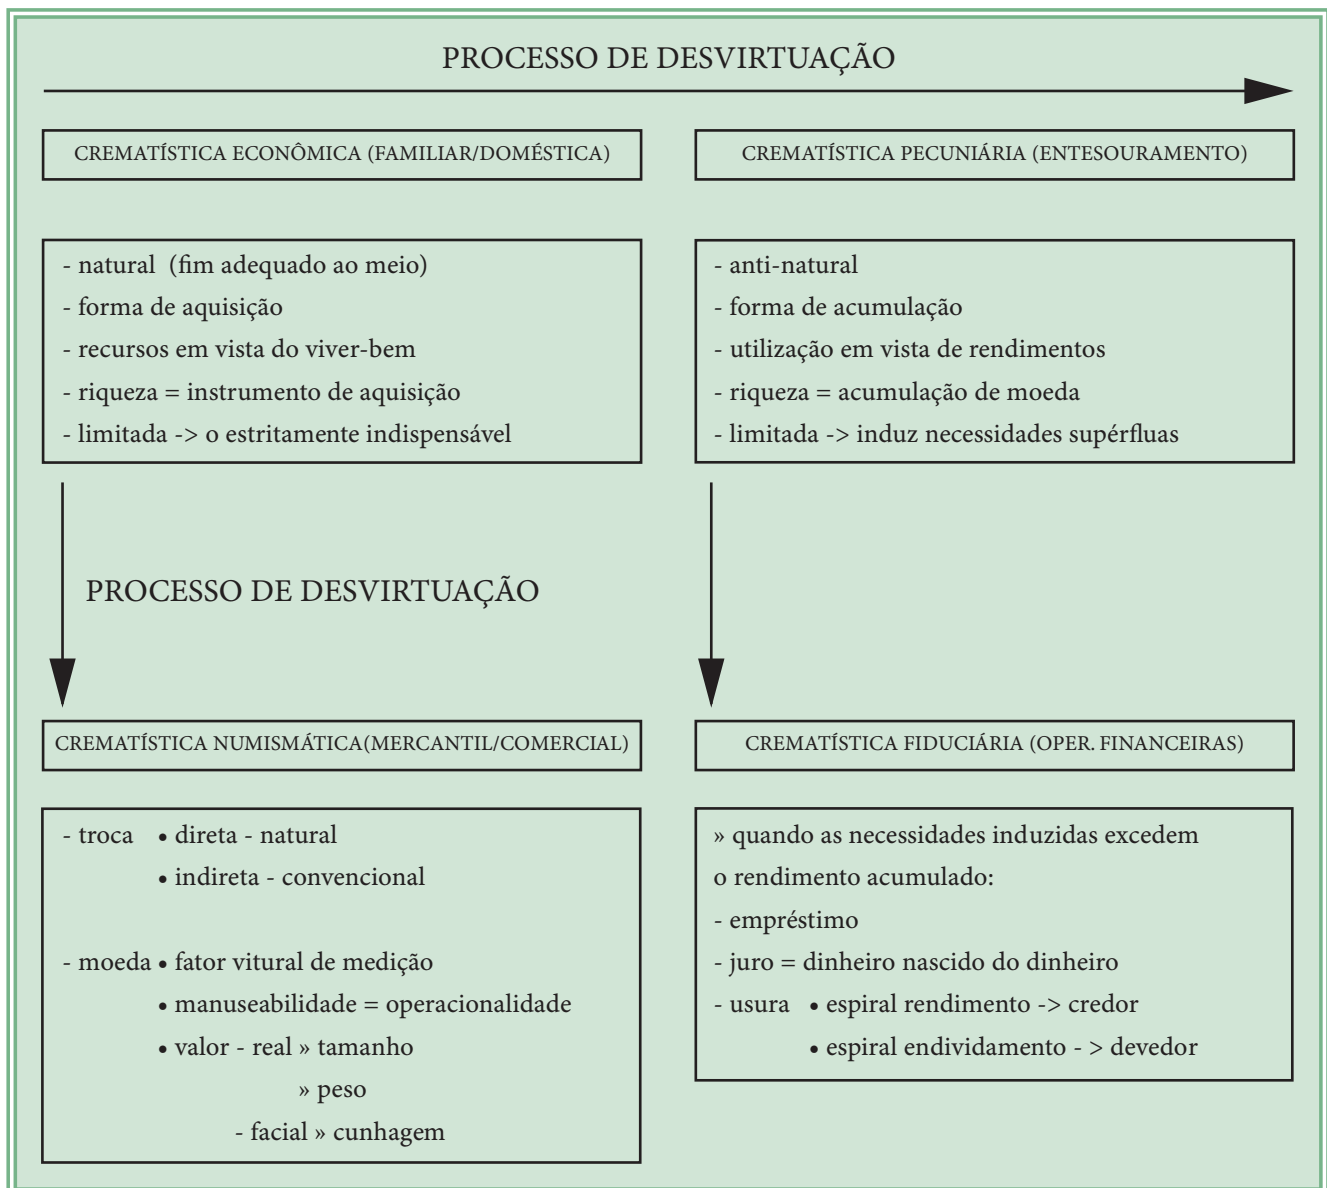 PROCESSO DE DESVIRTUAÇÃO
CREMATÍSTICA ECONÔMICA (FAMILIAR/DOMÉSTICA)
- natural (fim adequado ao meio)
- forma de aquisição
- recursos em vista do viver-bem
- riqueza = instrumento de aquisição
- limitada -> o estritamente indispensável
CREMATÍSTICA PECUNIÁRIA (ENTESOURAMENTO)
- anti-natural
- forma de acumulação
- utilização em vista de rendimentos
- riqueza = acumulação de moeda
- limitada -> induz necessidades supérfluas
PROCESSO DE DESVIRTUAÇÃO
CREMATÍSTICA NUMISMÁTICA(MERCANTIL/COMERCIAL)
- troca • direta - natural
• indireta - convencional
- moeda • fator vitural de medição
• manuseabilidade = operacionalidade
• valor - real » tamanho
» peso
- facial » cunhagem
CREMATÍSTICA FIDUCIÁRIA (OPER. FINANCEIRAS)
» quando as necessidades induzidas excedem
o rendimento acumulado:
- empréstimo
- juro = dinheiro nascido do dinheiro
- usura • espiral rendimento -> credor
• espiral endividamento - > devedor